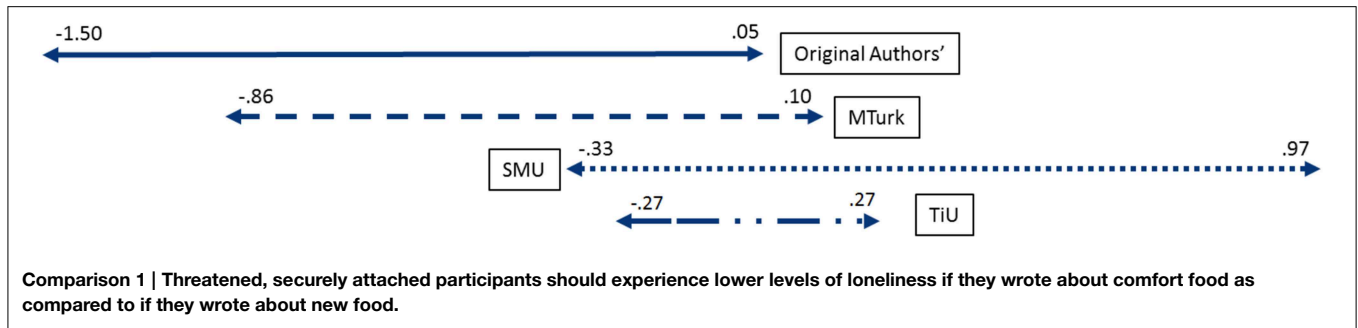 -1.50 .05
Original Authors'
-.86 .10
MTurk
SMU
-.33 .97
-.27 .27
TiU
Comparison 1 | Threatened, securely attached participants should experience lower levels of loneliness if they wrote about comfort food as
compared to if they wrote about new food.